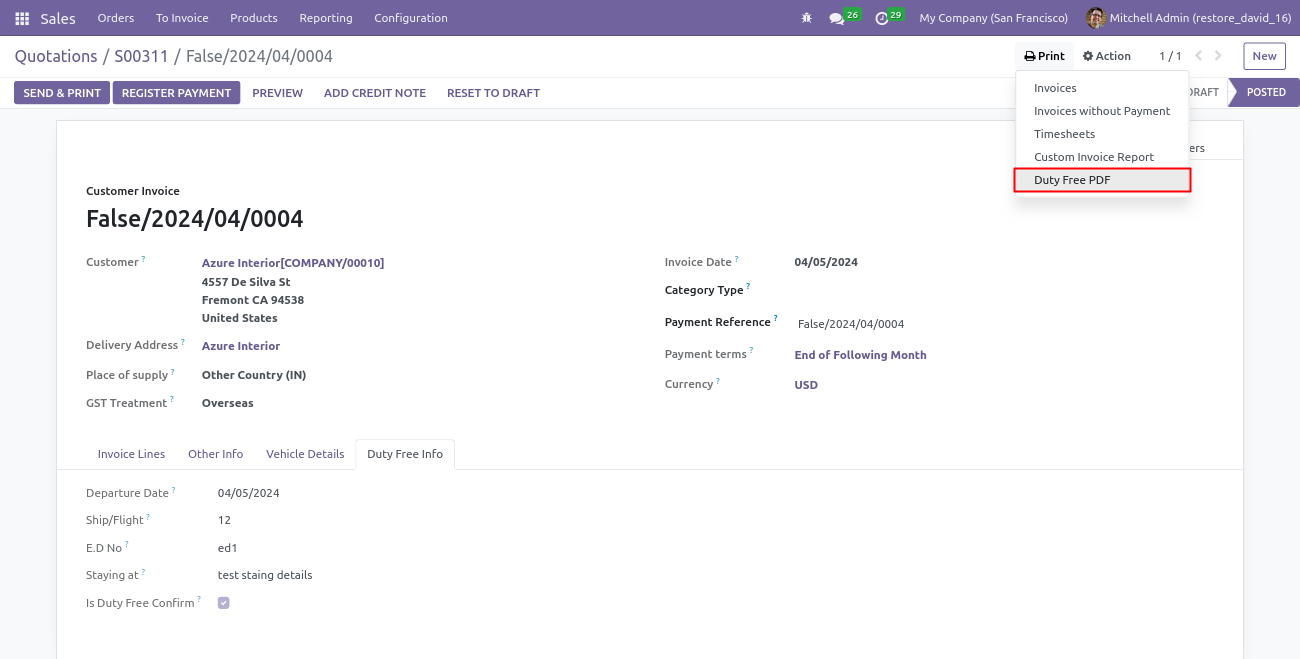 Sales Orders To Invoice Products Reporting Configuration 26 29 My Company (San Francisco) Mitchell Admin (restore_david_16)
Quotations / S00311 / False/2024/04/0004 Print Action 1 / 1 New
SEND & PRINT REGISTER PAYMENT PREVIEW ADD CREDIT NOTE RESET TO DRAFT POSTED
Invoices
Invoices without Payment
Timesheets
Custom Invoice Report
Duty Free PDF
Customer Invoice
False/2024/04/0004
Customer ? Azure Interior[COMPANY/00010]
4557 De Silva St
Fremont CA 94538
United States
Delivery Address ? Azure Interior
Place of supply ? Other Country (IN)
GST Treatment ? Overseas
Invoice Date ? 04/05/2024
Category Type ?
Payment Reference ? False/2024/04/0004
Payment terms ? End of Following Month
Currency ? USD
Invoice Lines Other Info Vehicle Details Duty Free Info
Departure Date ? 04/05/2024
Ship/Flight ? 12
E.D No ? ed1
Staying at ? test staing details
Is Duty Free Confirm ?